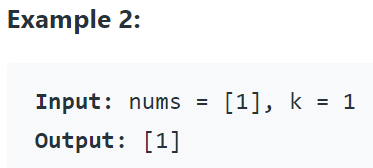 Example 2:
Input: nums = [1], k = 1
Output: [1]